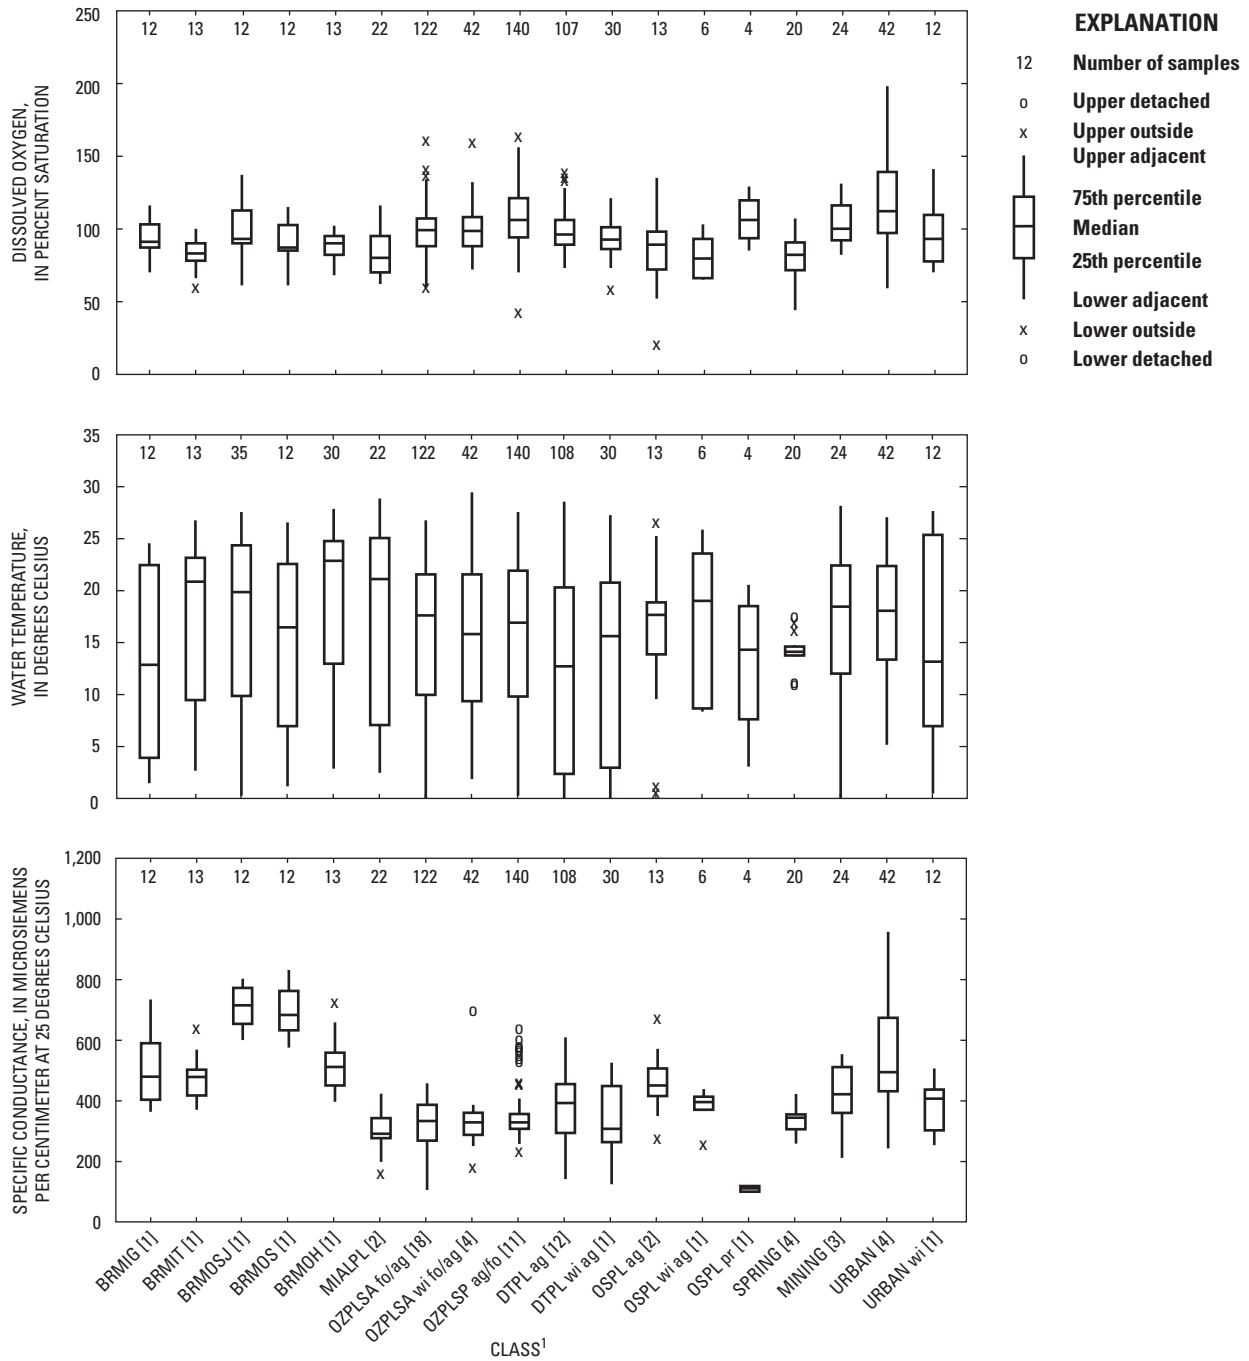 DISSOLVED OXYGEN,
IN PERCENT SATURATION
250
200
150
100
50
0
12 13 12 12 13 22 122 42 140 107 30 13 6 4 20 24 42 12
EXPLANATION
12 Number of samples
o Upper detached
x Upper outside
Upper adjacent
75th percentile
Median
25th percentile
Lower adjacent
x Lower outside
o Lower detached
WATER TEMPERATURE,
IN DEGREES CELSIUS
35
30
25
20
15
10
5
0
12 13 35 12 30 22 122 42 140 108 30 13 6 4 20 24 42 12
SPECIFIC CONDUCTANCE, IN MICROSIEMENS
PER CENTIMETER AT 25 DEGREES CELSIUS
1,200
1,000
800
600
400
200
0
12 13 12 12 13 22 122 42 140 108 30 13 6 4 20 24 42 12
BRMIG [1]
BRMIT [1]
BRMOSJ [1]
BRMOS [1]
BRMOH [1]
MIALPL [2]
OZPLSA fo/ag [18]
OZPLSA wi fo/ag [4]
OZPLSP ag/fo [11]
DTPL ag [12]
DTPL wi ag [1]
OSPL ag [2]
OSPL wi ag [1]
OSPL pr [1]
SPRING [4]
MINING [3]
URBAN [4]
URBAN wi [1]
CLASS¹